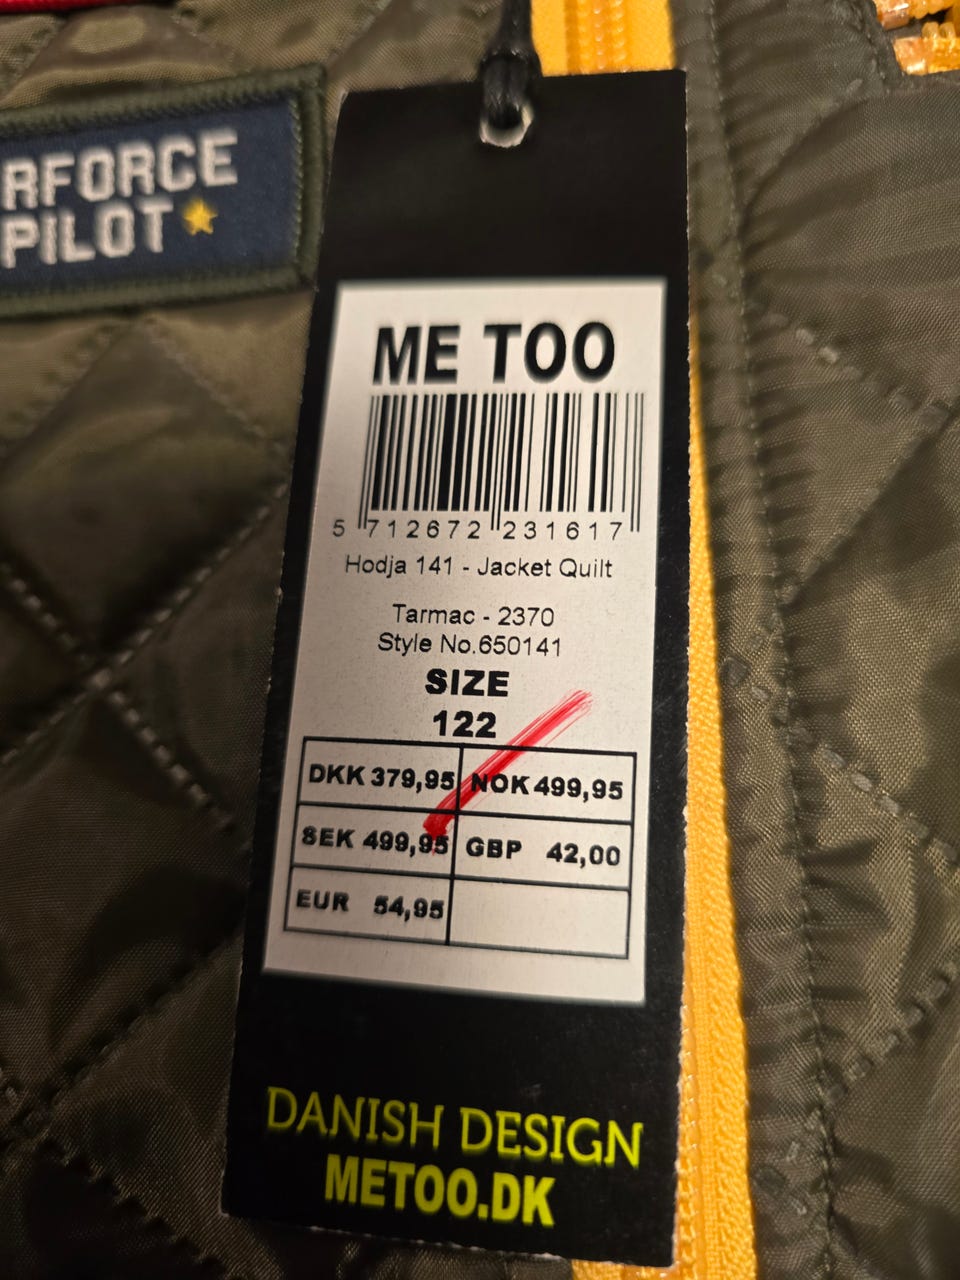 RFORCE
PILOT
ME TOO
5 712672 231617
Hodja 141 - Jacket Quilt
Tarmac - 2370
Style No.650141
SIZE
122
DKK 379,95 NOK 499,95
SEK 499,95 GBP 42,00
EUR 54,95
DANISH DESIGN
METOO.DK